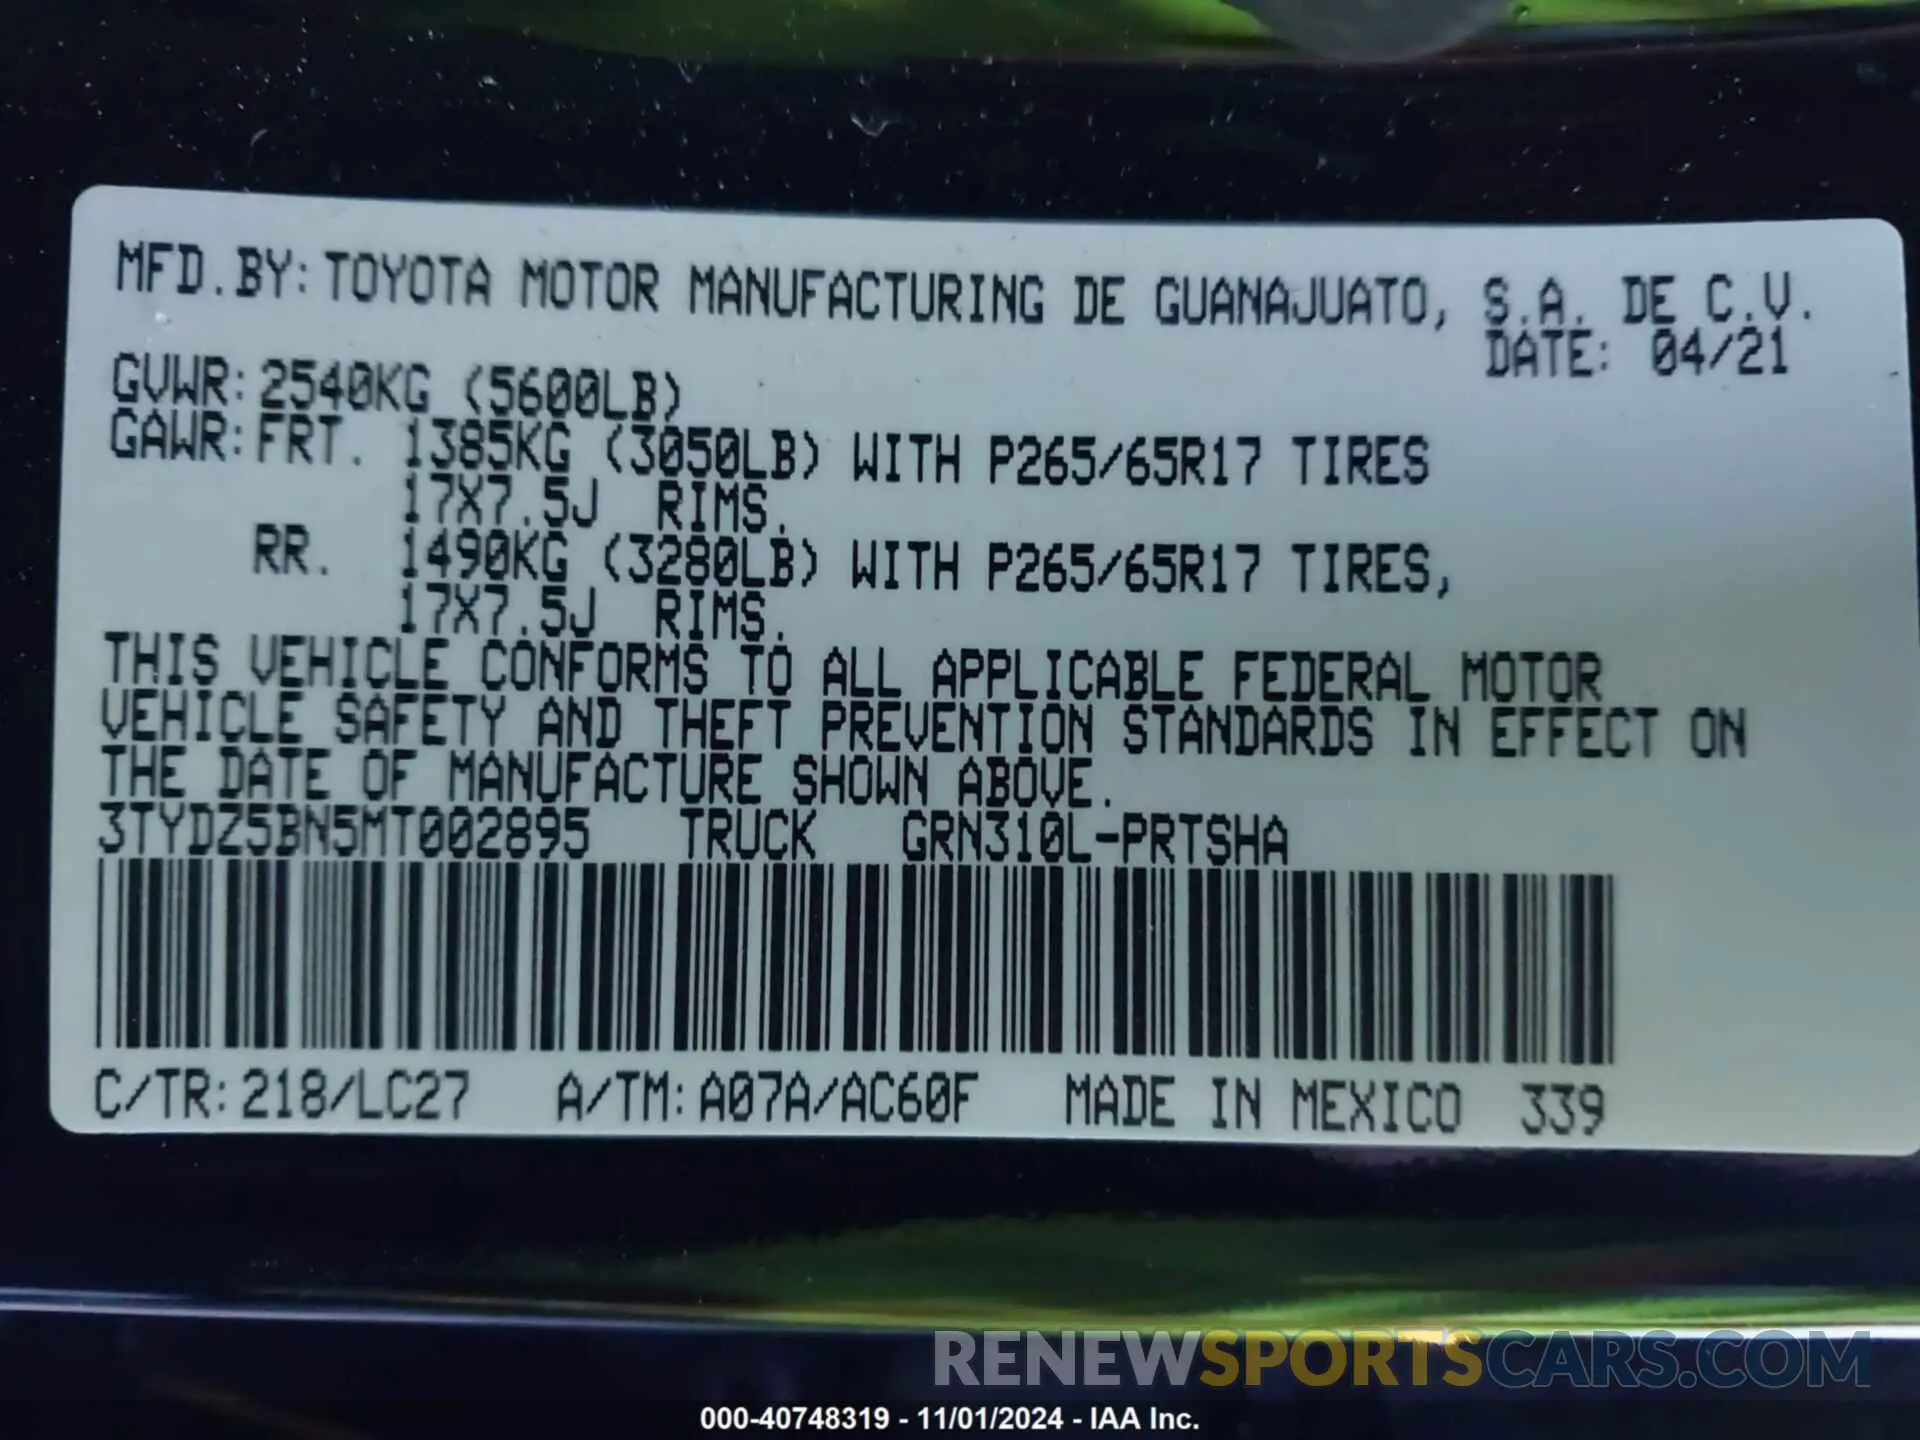 MFD.BY:TOYOTA MOTOR MANUFACTURING DE GUANAJUATO, S.A. DE C.V.
DATE: 04/21
GVWR:2540KG (5600LB)
GAWR:FRT. 1385KG (3050LB) WITH P265/65R17 TIRES
17X7.5J RIMS.
RR. 1490KG (3280LB) WITH P265/65R17 TIRES,
17X7.5J RIMS.
THIS VEHICLE CONFORMS TO ALL APPLICABLE FEDERAL MOTOR
VEHICLE SAFETY AND THEFT PREVENTION STANDARDS IN EFFECT ON
THE DATE OF MANUFACTURE SHOWN ABOVE.
3TYDZ5BN5MT002895 TRUCK GRN310L-PRTSHA
C/TR:218/LC27 A/TM:A07A/AC60F MADE IN MEXICO 339
RENEWSPORTSCARS.COM
000-40748319 - 11/01/2024 - IAA Inc.